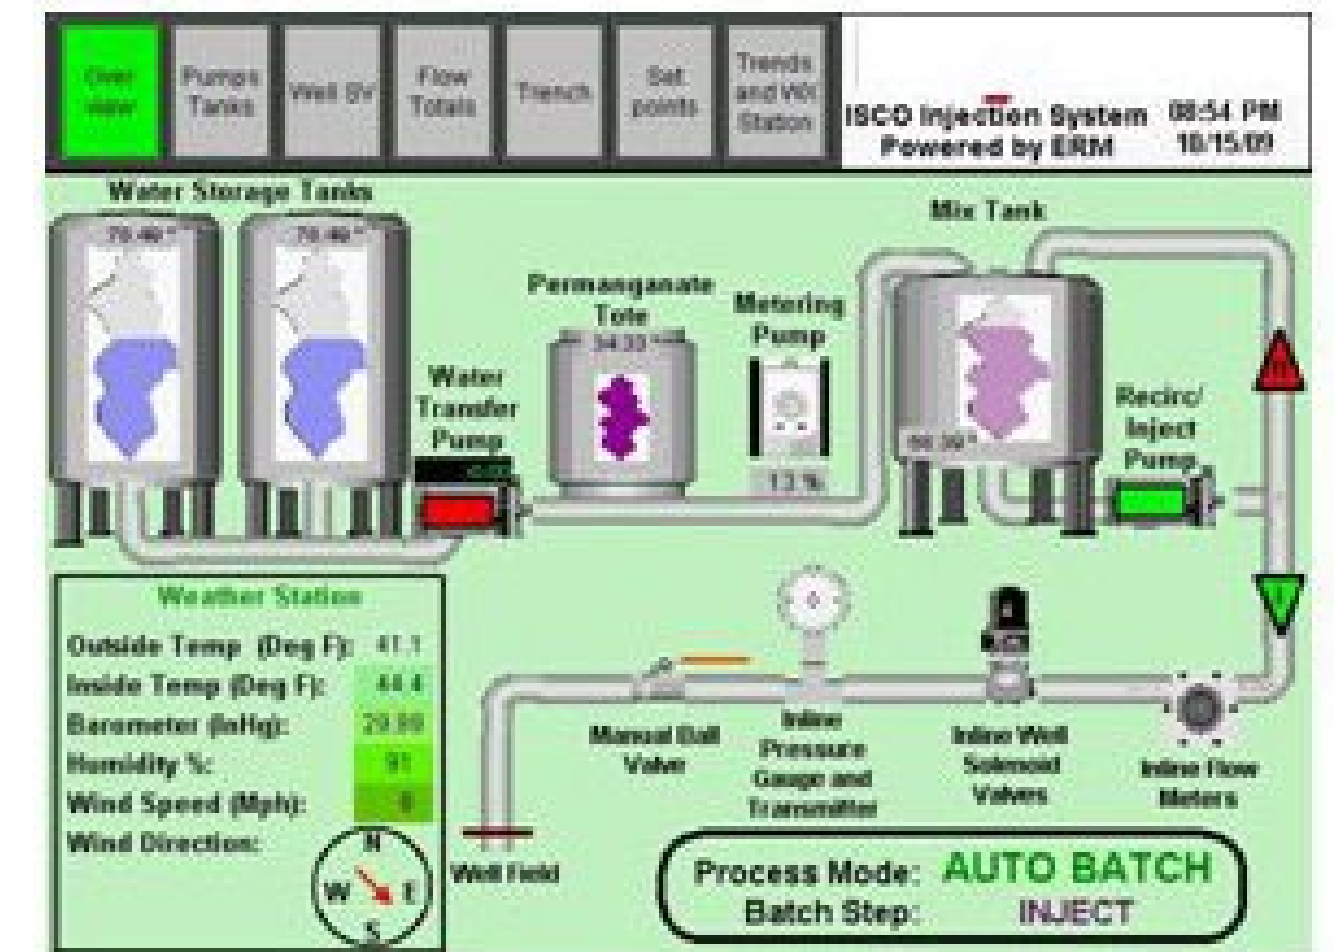 Over
view
Pumps
Tanks
Well SV
Flow
Totals
Trench
Set
points
Trends
and WX
Station
ISCO Injection System
Powered by ERM
08:54 PM
10/15/09
Water Storage Tanks
Mix Tank
Permanganate
Tote
Metering
Pump
Water
Transfer
Pump
Recirc/
Inject
Pump
13 %
Weather Station
Outside Temp (Deg F): 41.1
Inside Temp (Deg F): 44.4
Barometer (InHg): 29.99
Humidity %: 91
Wind Speed (Mph): 0
Wind Direction:
N
W E
S
Manual Ball
Valve
Inline
Pressure
Gauge and
Transmitter
Inline Well
Solenoid
Valves
Inline Flow
Meters
Well Field
Process Mode: AUTO BATCH
Batch Step: INJECT